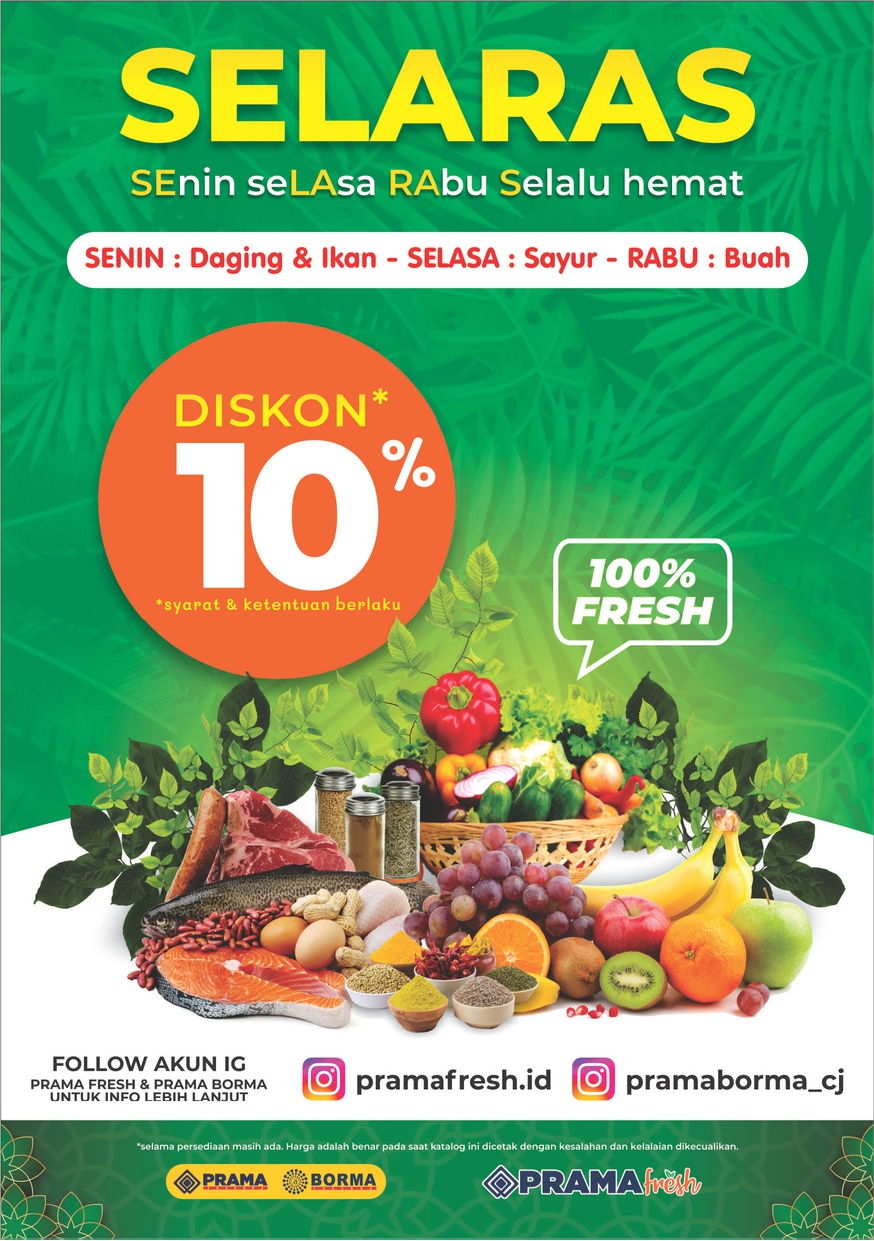 SELARAS
SEnin seLAsa RAbu Selalu hemat
SENIN : Daging & Ikan - SELASA : Sayur - RABU : Buah
DISKON*
10%
*syarat & ketentuan berlaku
100%
FRESH
FOLLOW AKUN IG
PRAMA FRESH & PRAMA BORMA
UNTUK INFO LEBIH LANJUT
pramafresh.id
pramaborma_cj
*selama persediaan masih ada. Harga adalah benar pada saat katalog ini dicetak dengan kesalahan dan kelalaian dikecualikan.
PRAMA
BORMA
PRAMA fresh